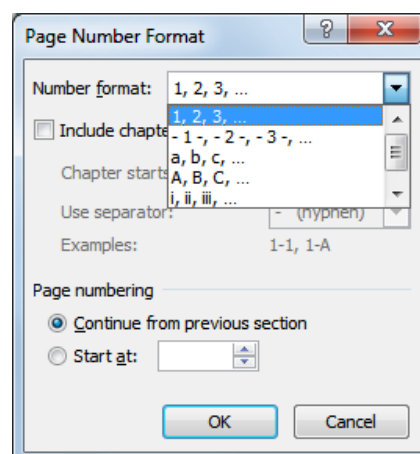 Page Number Format
Number format: 1, 2, 3, ...
1, 2, 3, ...
- 1 -, - 2 -, - 3 -, ...
Include chapte
a, b, c, ...
Chapter starts
A, B, C, ...
i, ii, iii, ...
Use separator: - (hyphen)
Examples: 1-1, 1-A
Page numbering
Continue from previous section
Start at:
OK Cancel